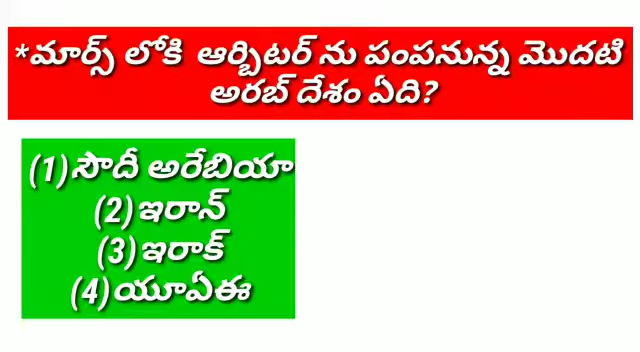 *మార్స్ లోకి ఆర్బిటర్ ను పంపనున్న మొదటి
అరబ్ దేశం ఏది?
(1)సౌదీ అరేబియా
(2)ఇరాన్
(3)ఇరాక్
(4)యూఏఈ